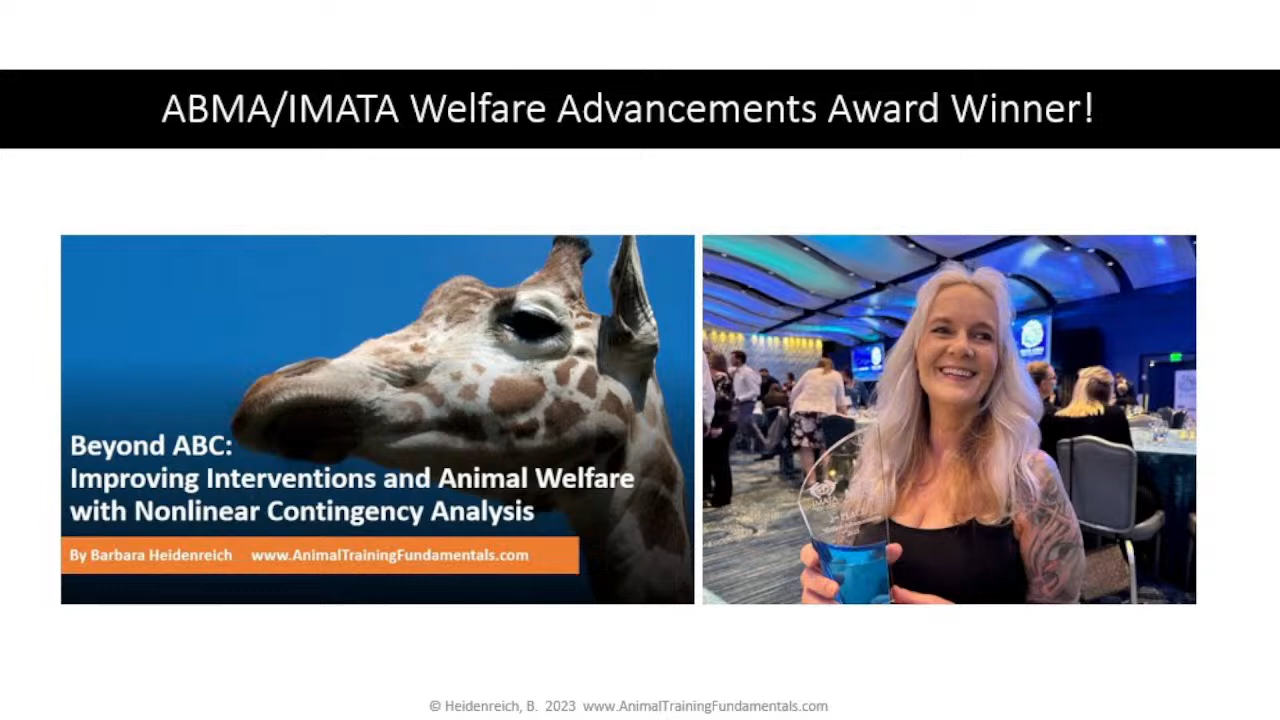 ABMA/IMATA Welfare Advancements Award Winner!
Beyond ABC:
Improving Interventions and Animal Welfare
with Nonlinear Contingency Analysis
By Barbara Heidenreich www.AnimalTrainingFundamentals.com
IMATA
© Heidenreich, B. 2023 www.AnimalTrainingFundamentals.com